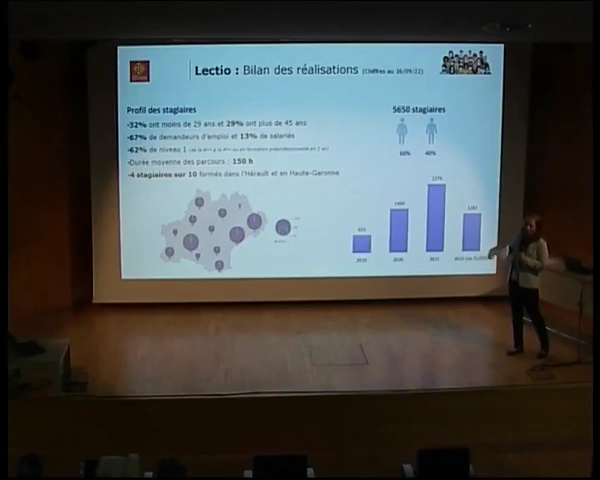 Lectio : Bilan des réalisations (Chiffres au 16/09/22)
Profil des stagiaires
-32% ont moins de 29 ans et 29% ont plus de 45 ans
-67% de demandeurs d'emploi et 13% de salariés
-62% de niveau 1
-Durée moyenne des parcours : 150 h
-4 stagiaires sur 10 formés dans l'Hérault et en Haute-Garonne
5650 stagiaires
60% 40%
2019 2020 2021 2022